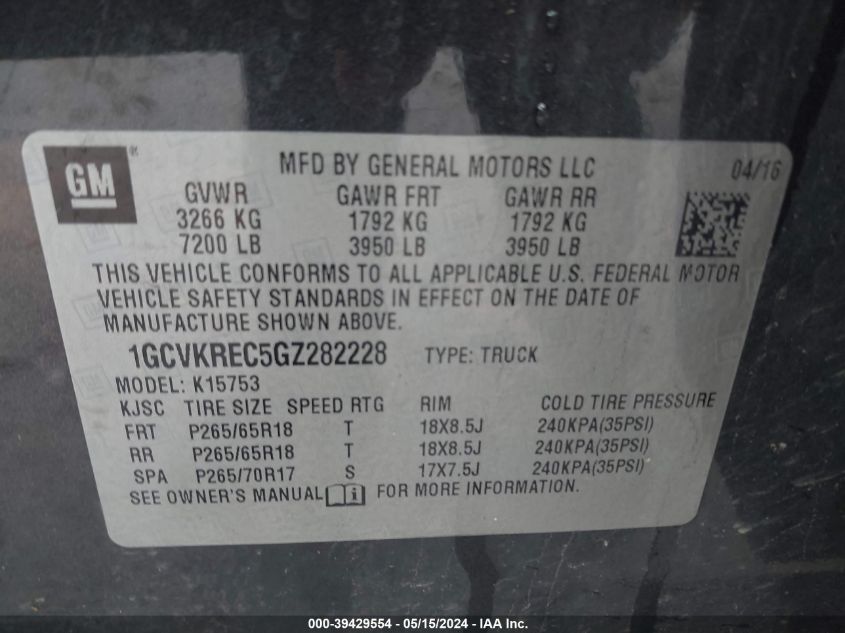 GM ® MFD BY GENERAL MOTORS LLC 04/16
GVWR GAWR FRT GAWR RR
3266 KG 1792 KG 1792 KG
7200 LB 3950 LB 3950 LB
THIS VEHICLE CONFORMS TO ALL APPLICABLE U.S. FEDERAL MOTOR
VEHICLE SAFETY STANDARDS IN EFFECT ON THE DATE OF
MANUFACTURE SHOWN ABOVE.
1GCVKREC5GZ282228 TYPE: TRUCK
MODEL: K15753
KJSC TIRE SIZE SPEED RTG RIM COLD TIRE PRESSURE
FRT P265/65R18 T 18X8.5J 240KPA(35PSI)
RR P265/65R18 T 18X8.5J 240KPA(35PSI)
SPA P265/70R17 S 17X7.5J 240KPA(35PSI)
SEE OWNER'S MANUAL i FOR MORE INFORMATION.
000-39429554 - 05/15/2024 - IAA, Inc.